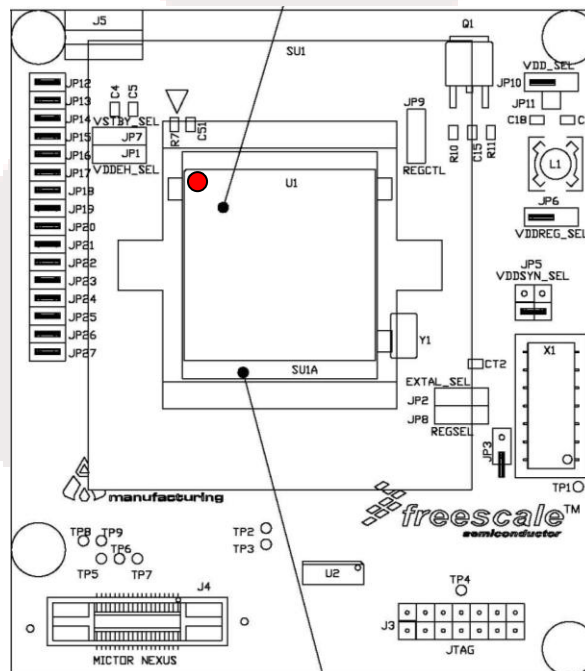 J5
SU1
Q1
VDD_SEL
JP10
JP11
C18
C
JP12
JP13
JP14
JP15
JP16
JP17
JP18
JP19
JP20
JP21
JP22
JP23
JP24
JP25
JP26
JP27
C4
C5
VSTBY_SEL
JP7
JP1
VDDEH_SEL
R7
C51
JP9
REGCTL
R10
C15
R11
L1
JP6
VDDREG_SEL
U1
JP5
VDDSYN_SEL
Y1
SU1A
CT2
X1
EXTAL_SEL
JP2
JP8
REGSEL
JP3
TP1
manufacturing
freescale™
semiconductor
TP8
TP9
TP6
TP5
TP7
TP2
TP3
U2
TP4
J4
MICTOR NEXUS
J3
JTAG